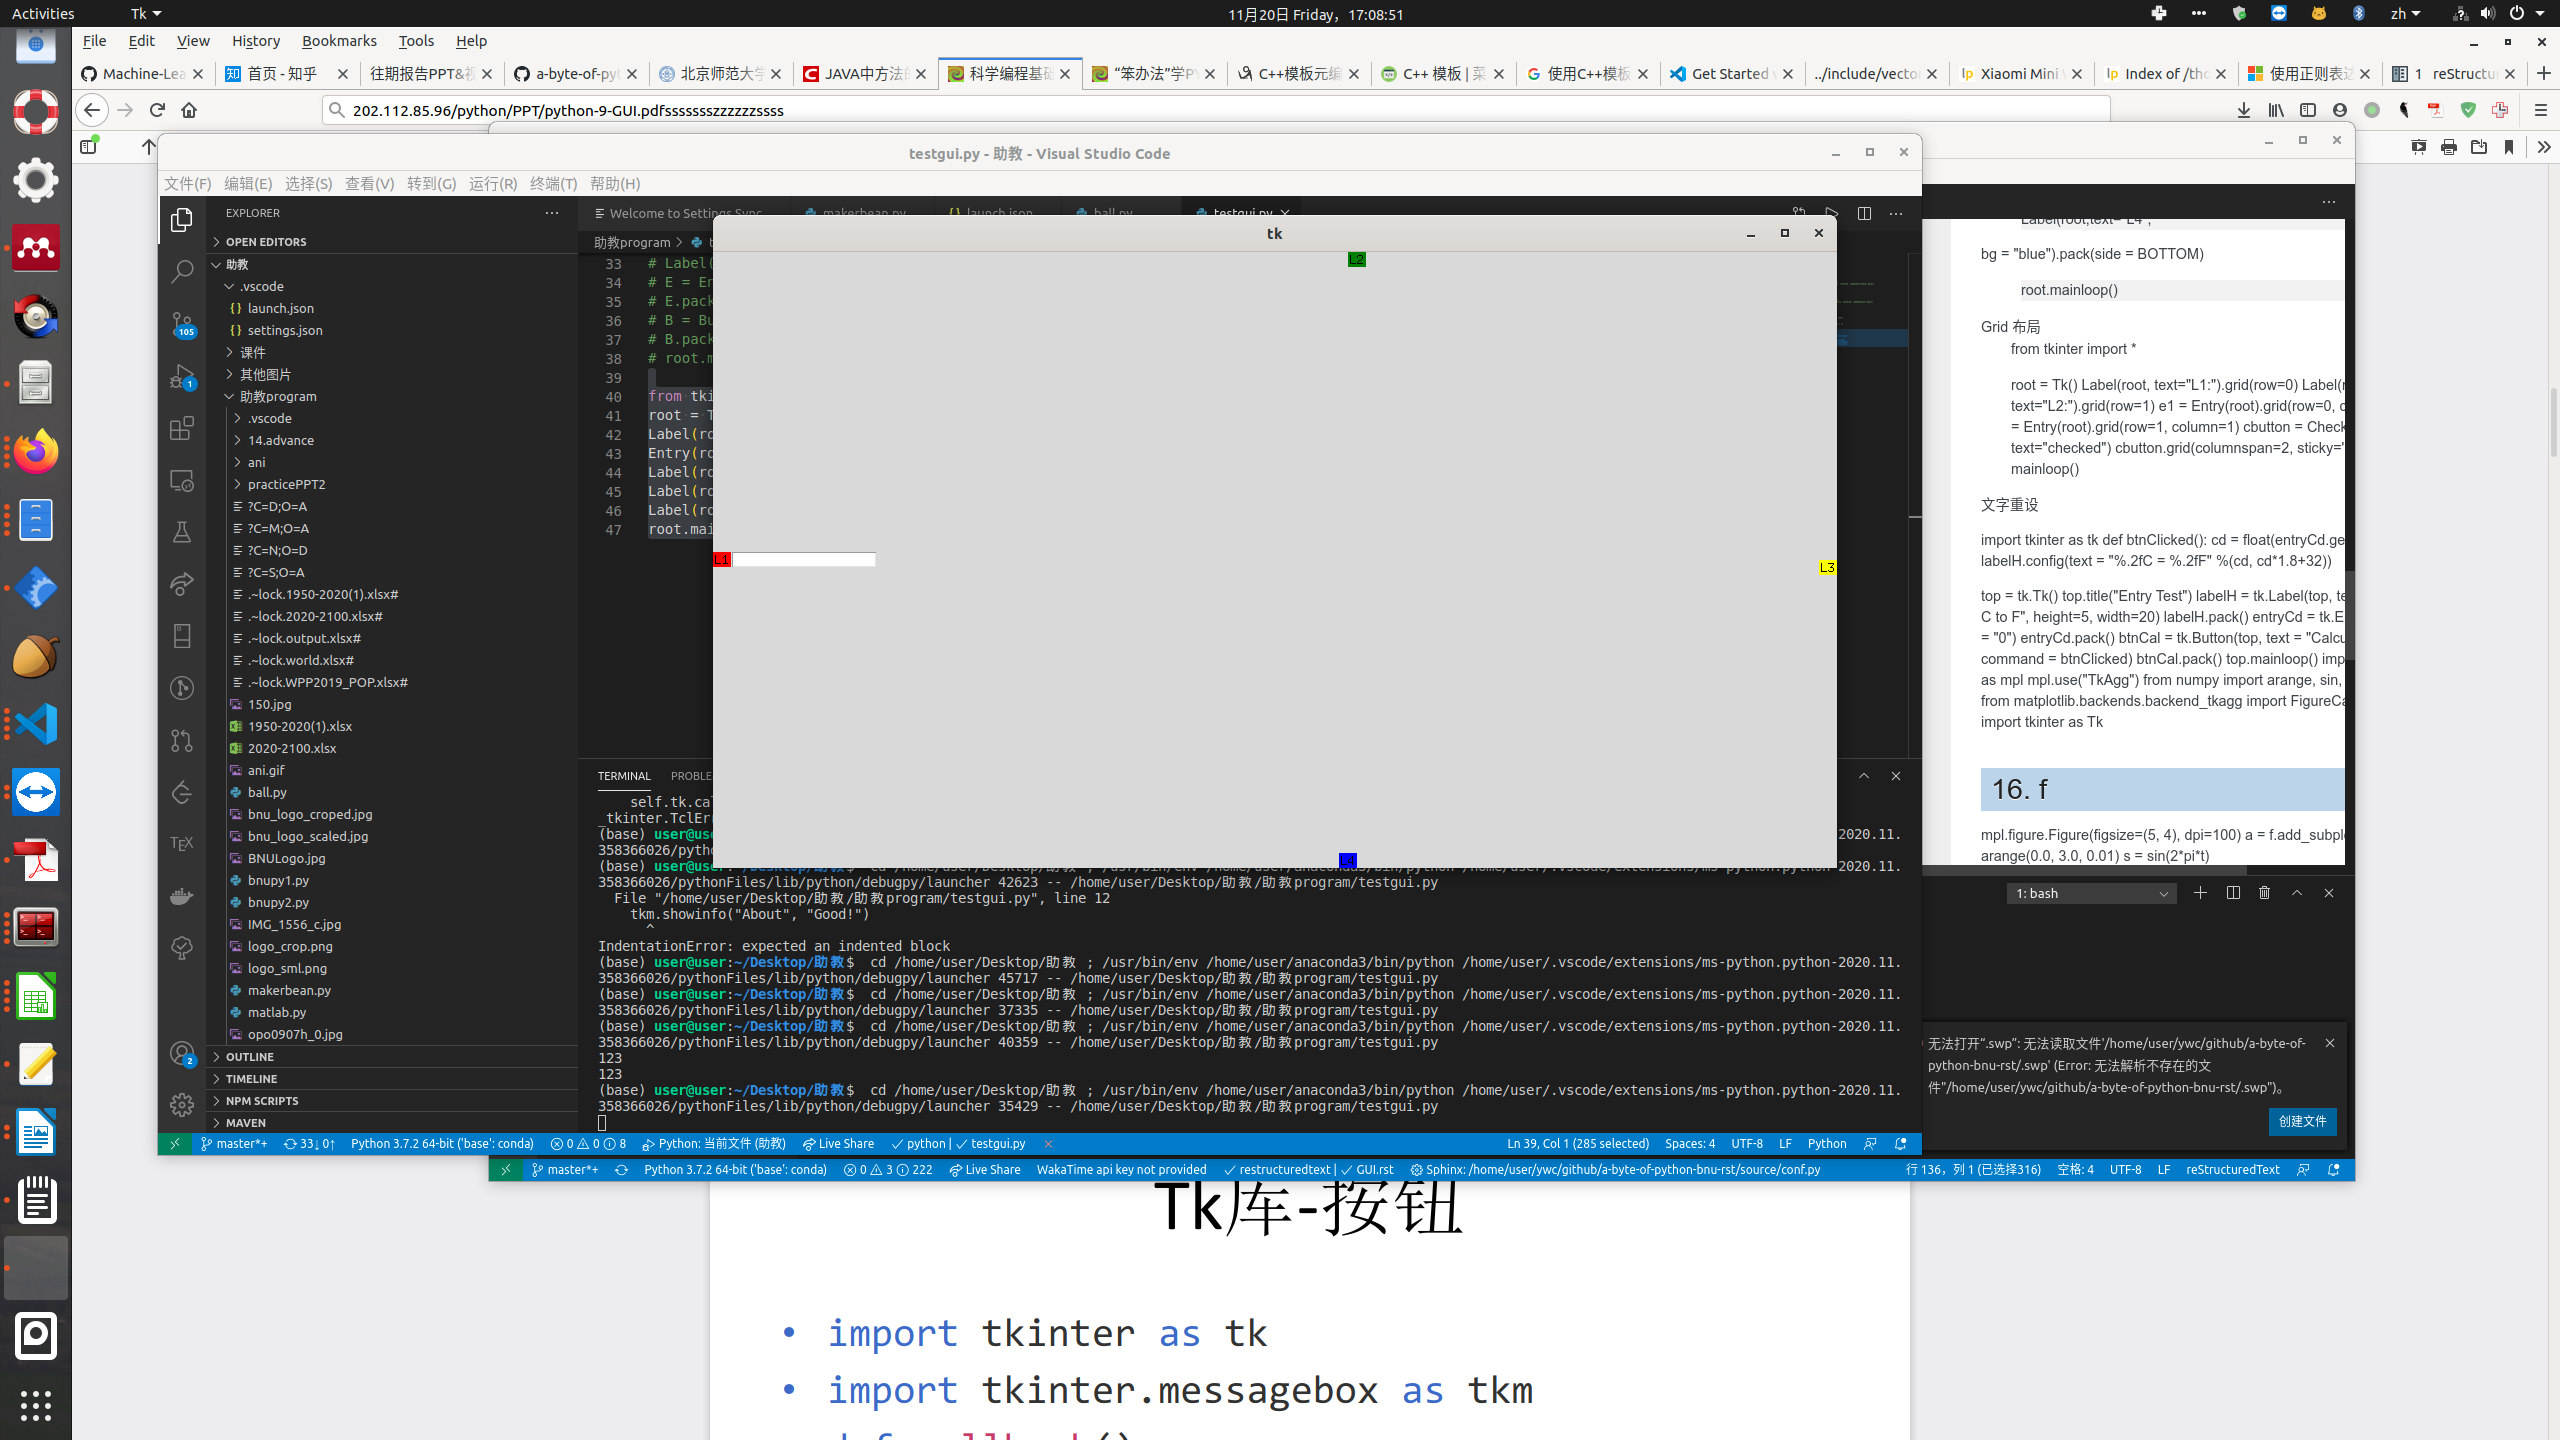 Activities
Tk
11月20日 Friday，17:08:51
zh
File Edit View History Bookmarks Tools Help
Machine-Lea
首页 - 知乎
往期报告PPT&
a-byte-of-py
北京师范大学
JAVA中方法
科学编程基础
“笨办法”学P
C++模板元编
C++ 模板 | 菜
使用C++模板
Get Started w
../include/vector
Xiaomi Mini
Index of /tho
使用正则表达
1 reStructur
202.112.85.96/python/PPT/python-9-GUI.pdfsssssssszzzzzzssss
testgui.py - 助教 - Visual Studio Code
文件(F) 编辑(E) 选择(S) 查看(V) 转到(G) 运行(R) 终端(T) 帮助(H)
EXPLORER
OPEN EDITORS
助教
.vscode
launch.json
settings.json
课件
其他图片
助教program
.vscode
14.advance
ani
practicePPT2
?C=D;O=A
?C=M;O=A
?C=N;O=D
?C=S;O=A
.~lock.1950-2020(1).xlsx#
.~lock.2020-2100.xlsx#
.~lock.output.xlsx#
.~lock.world.xlsx#
.~lock.WPP2019_POP.xlsx#
150.jpg
1950-2020(1).xlsx
2020-2100.xlsx
ani.gif
ball.py
bnu_logo_croped.jpg
bnu_logo_scaled.jpg
BNULogo.jpg
bnupy1.py
bnupy2.py
IMG_1556_c.jpg
logo_crop.png
logo_sml.png
makerbean.py
matlab.py
opo0907h_0.jpg
OUTLINE
TIMELINE
NPM SCRIPTS
MAVEN
105
1
2
TEX
Welcome to Settings Sync
makerbean.py
launch.json
ball.py
testgui.py
助教program
33 # Label(
34 # E = En
35 # E.pack
36 # B = Bu
37 # B.pack
38 # root.m
39
40 from tki
41 root = T
42 Label(ro
43 Entry(ro
44 Label(ro
45 Label(ro
46 Label(ro
47 root.mai
tk
L2
L1
L3
L4
TERMINAL PROBLE
self.tk.cal
_tkinter.TclErr
(base) user@use
2020.11.
358366026/pytho
(base) user@user:~/Desktop/助教$ cd /home/user/Desktop/助教 ; /usr/bin/env /home/user/anaconda3/bin/python /home/user/.vscode/extensions/ms-python.python-2020.11.
358366026/pythonFiles/lib/python/debugpy/launcher 42623 -- /home/user/Desktop/助教/助教program/testgui.py
File "/home/user/Desktop/助教/助教program/testgui.py", line 12
tkm.showinfo("About", "Good!")
^
IndentationError: expected an indented block
(base) user@user:~/Desktop/助教$ cd /home/user/Desktop/助教 ; /usr/bin/env /home/user/anaconda3/bin/python /home/user/.vscode/extensions/ms-python.python-2020.11.
358366026/pythonFiles/lib/python/debugpy/launcher 45717 -- /home/user/Desktop/助教/助教program/testgui.py
(base) user@user:~/Desktop/助教$ cd /home/user/Desktop/助教 ; /usr/bin/env /home/user/anaconda3/bin/python /home/user/.vscode/extensions/ms-python.python-2020.11.
358366026/pythonFiles/lib/python/debugpy/launcher 37335 -- /home/user/Desktop/助教/助教program/testgui.py
(base) user@user:~/Desktop/助教$ cd /home/user/Desktop/助教 ; /usr/bin/env /home/user/anaconda3/bin/python /home/user/.vscode/extensions/ms-python.python-2020.11.
358366026/pythonFiles/lib/python/debugpy/launcher 40359 -- /home/user/Desktop/助教/助教program/testgui.py
123
123
(base) user@user:~/Desktop/助教$ cd /home/user/Desktop/助教 ; /usr/bin/env /home/user/anaconda3/bin/python /home/user/.vscode/extensions/ms-python.python-2020.11.
358366026/pythonFiles/lib/python/debugpy/launcher 35429 -- /home/user/Desktop/助教/助教program/testgui.py
master*+ 33↓ 0↑ Python 3.7.2 64-bit ('base': conda) 0 0 8 Python: 当前文件 (助教) Live Share python | testgui.py Ln 39, Col 1 (285 selected) Spaces: 4 UTF-8 LF Python
Label(root,text="L4",
bg = "blue").pack(side = BOTTOM)
root.mainloop()
Grid 布局
from tkinter import *
root = Tk() Label(root, text="L1:").grid(row=0) Label(r
text="L2:").grid(row=1) e1 = Entry(root).grid(row=0, c
= Entry(root).grid(row=1, column=1) cbutton = Check
text="checked") cbutton.grid(columnspan=2, sticky='
mainloop()
文字重设
import tkinter as tk def btnClicked(): cd = float(entryCd.ge
labelH.config(text = "%.2fC = %.2fF" %(cd, cd*1.8+32))
top = tk.Tk() top.title("Entry Test") labelH = tk.Label(top, te
C to F", height=5, width=20) labelH.pack() entryCd = tk.E
= "0") entryCd.pack() btnCal = tk.Button(top, text = "Calcu
command = btnClicked) btnCal.pack() top.mainloop() imp
as mpl mpl.use("TkAgg") from numpy import arange, sin,
from matplotlib.backends.backend_tkagg import FigureCa
import tkinter as Tk
16. f
mpl.figure.Figure(figsize=(5, 4), dpi=100) a = f.add_subpl
arange(0.0, 3.0, 0.01) s = sin(2*pi*t)
1: bash
无法打开“.swp”: 无法读取文件'/home/user/ywc/github/a-byte-of-
python-bnu-rst/.swp' (Error: 无法解析不存在的文
件"/home/user/ywc/github/a-byte-of-python-bnu-rst/.swp")。
创建文件
master*+ Python 3.7.2 64-bit ('base': conda) 0 3 222 Live Share WakaTime api key not provided restructuredtext | GUI.rst Sphinx: /home/user/ywc/github/a-byte-of-python-bnu-rst/source/conf.py 行 136，列 1 (已选择316) 空格: 4 UTF-8 LF reStructuredText
Tk库-按钮
• import tkinter as tk
• import tkinter.messagebox as tkm